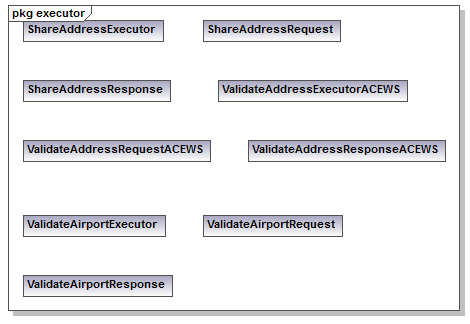 pkg executor
ShareAddressExecutor
ShareAddressRequest
ShareAddressResponse
ValidateAddressExecutorACEWS
ValidateAddressRequestACEWS
ValidateAddressResponseACEWS
ValidateAirportExecutor
ValidateAirportRequest
ValidateAirportResponse